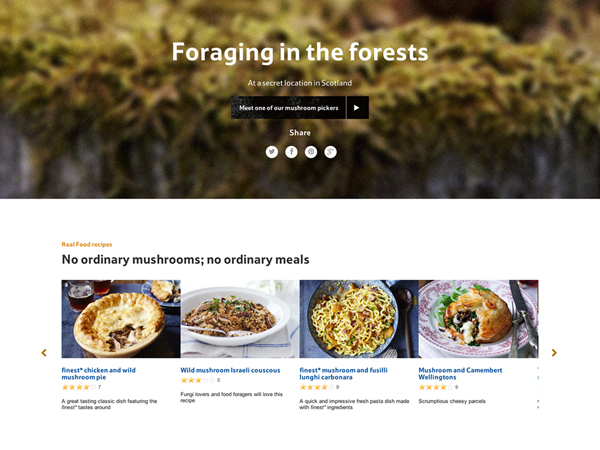 Foraging in the forests
At a secret location in Scotland
Meet one of our mushroom pickers
Share
Real Food recipes
No ordinary mushrooms; no ordinary meals
finest* chicken and wild
mushroom pie
7
A great tasting classic dish featuring the
finest* tastes around
Wild mushroom Israeli couscous
5
Fungi lovers and food foragers will love this
recipe
finest* mushroom and fusilli
lunghi carbonara
9
A quick and impressive fresh pasta dish made
with finest* ingredients
Mushroom and Camembert
Wellingtons
9
Scrumptious cheesy parcels